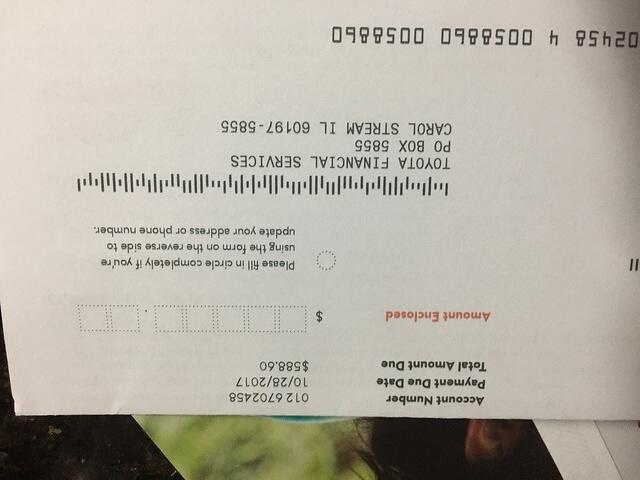 Account Number 012 6702458
Payment Due Date 10/28/2017
Total Amount Due $588.60
Amount Enclosed $
Please fill in circle completely if you're
using the form on the reverse side to
update your address or phone number.
TOYOTA FINANCIAL SERVICES
PO BOX 5855
CAROL STREAM IL 60197-5855
02458 4 0058860 0058860